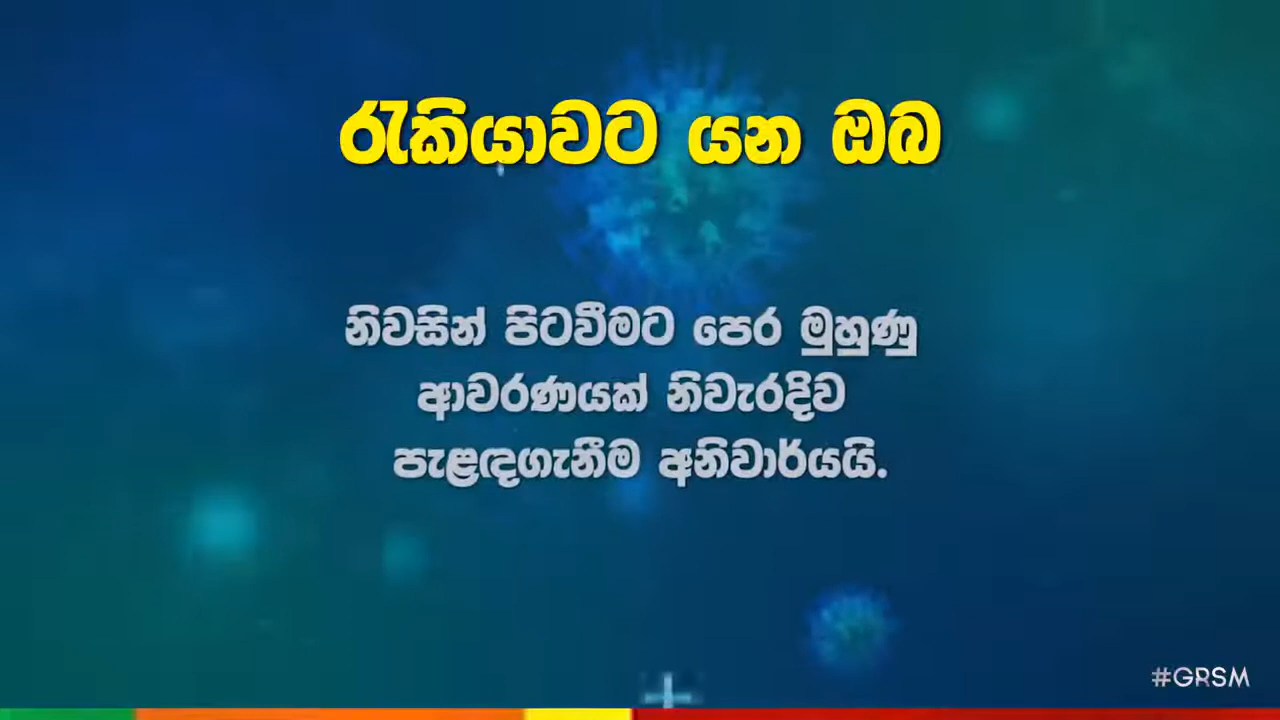 රැකියාවට යන ඔබ
නිවසින් පිටවීමට පෙර මුහුණු
ආවරණයක් නිවැරදිව
පැළඳගැනීම අනිවාර්යයි.
#GRSM